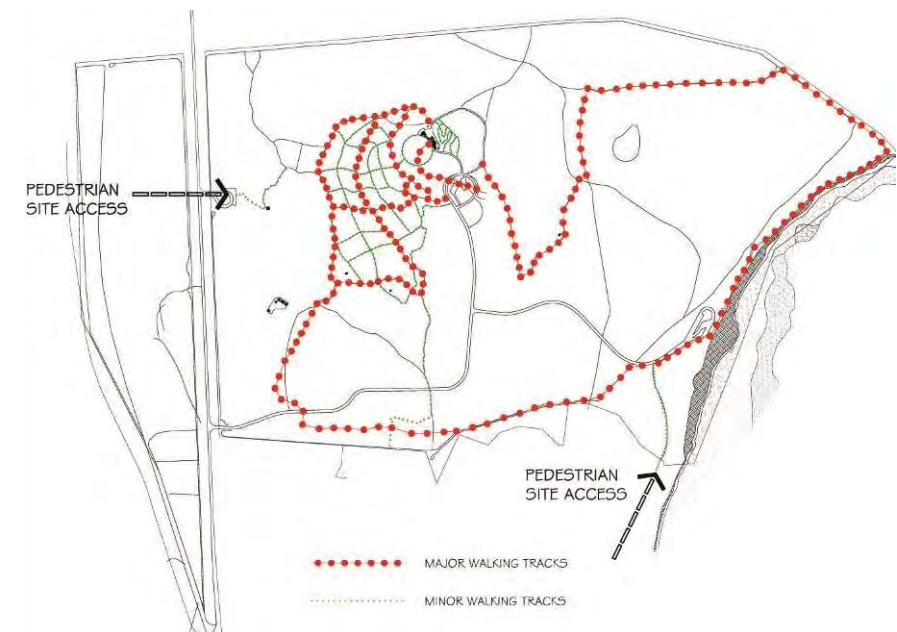 PEDESTRIAN
SITE ACCESS
PEDESTRIAN
SITE ACCESS
MAJOR WALKING TRACKS
MINOR WALKING TRACKS